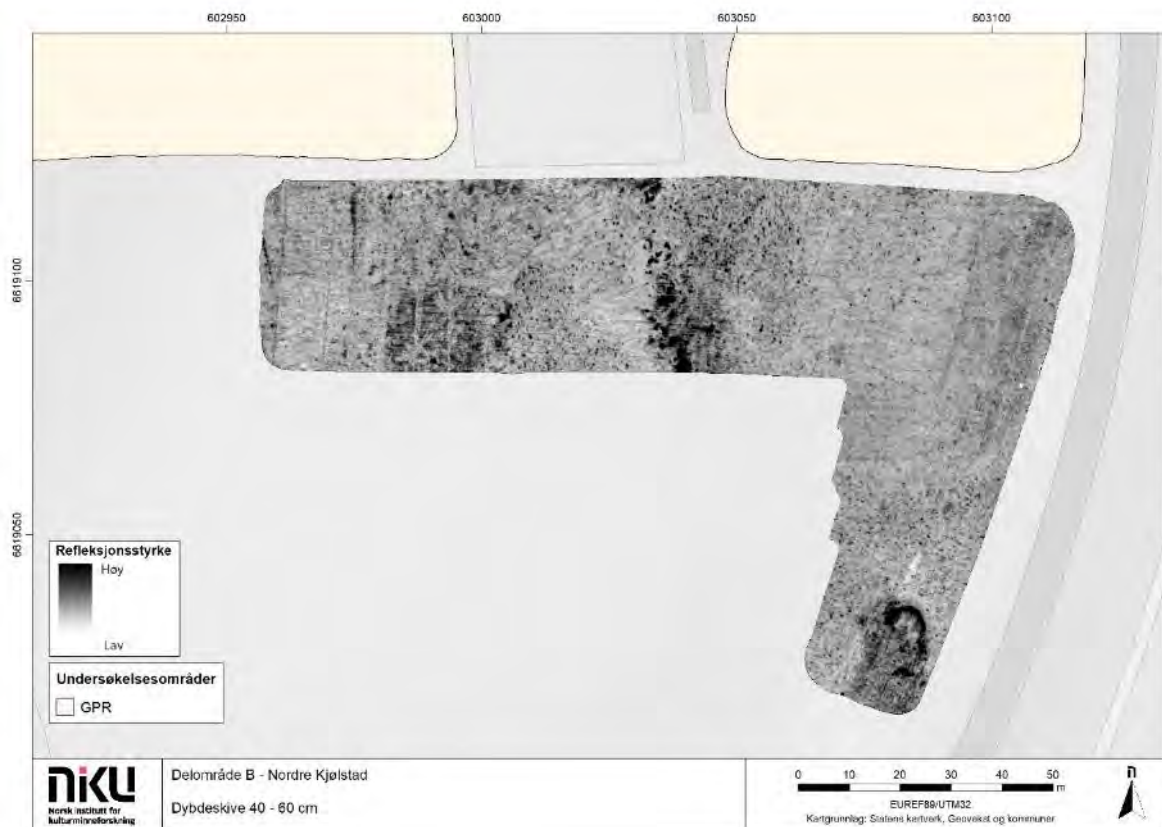 602950 603000 603050 603100
6619100
6619050
Refleksjonsstyrke
Høy
Lav
Undersøkelsesområder
GPR
NIKU
Norsk institutt for
kulturminneforskning
Delområde B - Nordre Kjølstad
Dybdeskive 40 - 60 cm
0 10 20 30 40 50
m
EUREF89/UTM32
Kartgrunnlag: Statens kartverk, Geovekst og kommuner
n